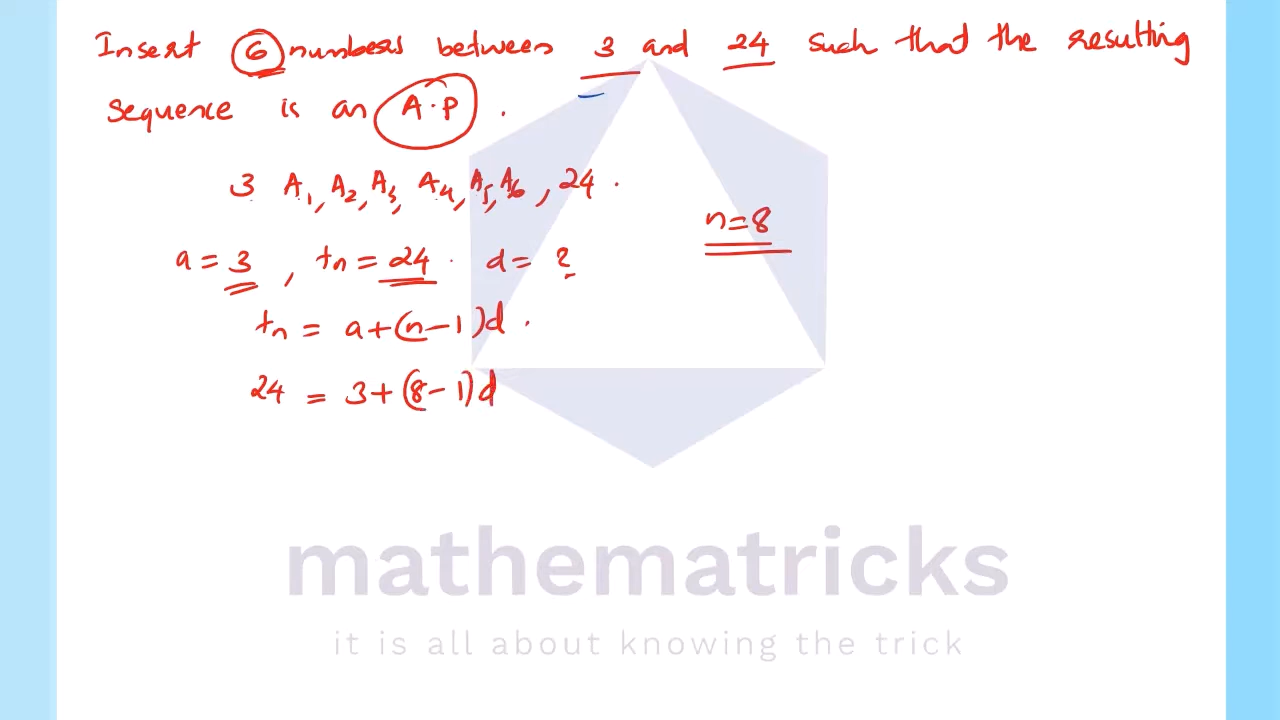 Insert 6 numbers between 3 and 24 such that the resulting
sequence is an A.P.
3 A₁, A₂, A₃, A₄, A₅, A₆, 24.
n=8
a = 3, tn = 24. d = ?
tn = a+(n-1)d.
24 = 3+(8-1)d
mathematricks
it is all about knowing the trick